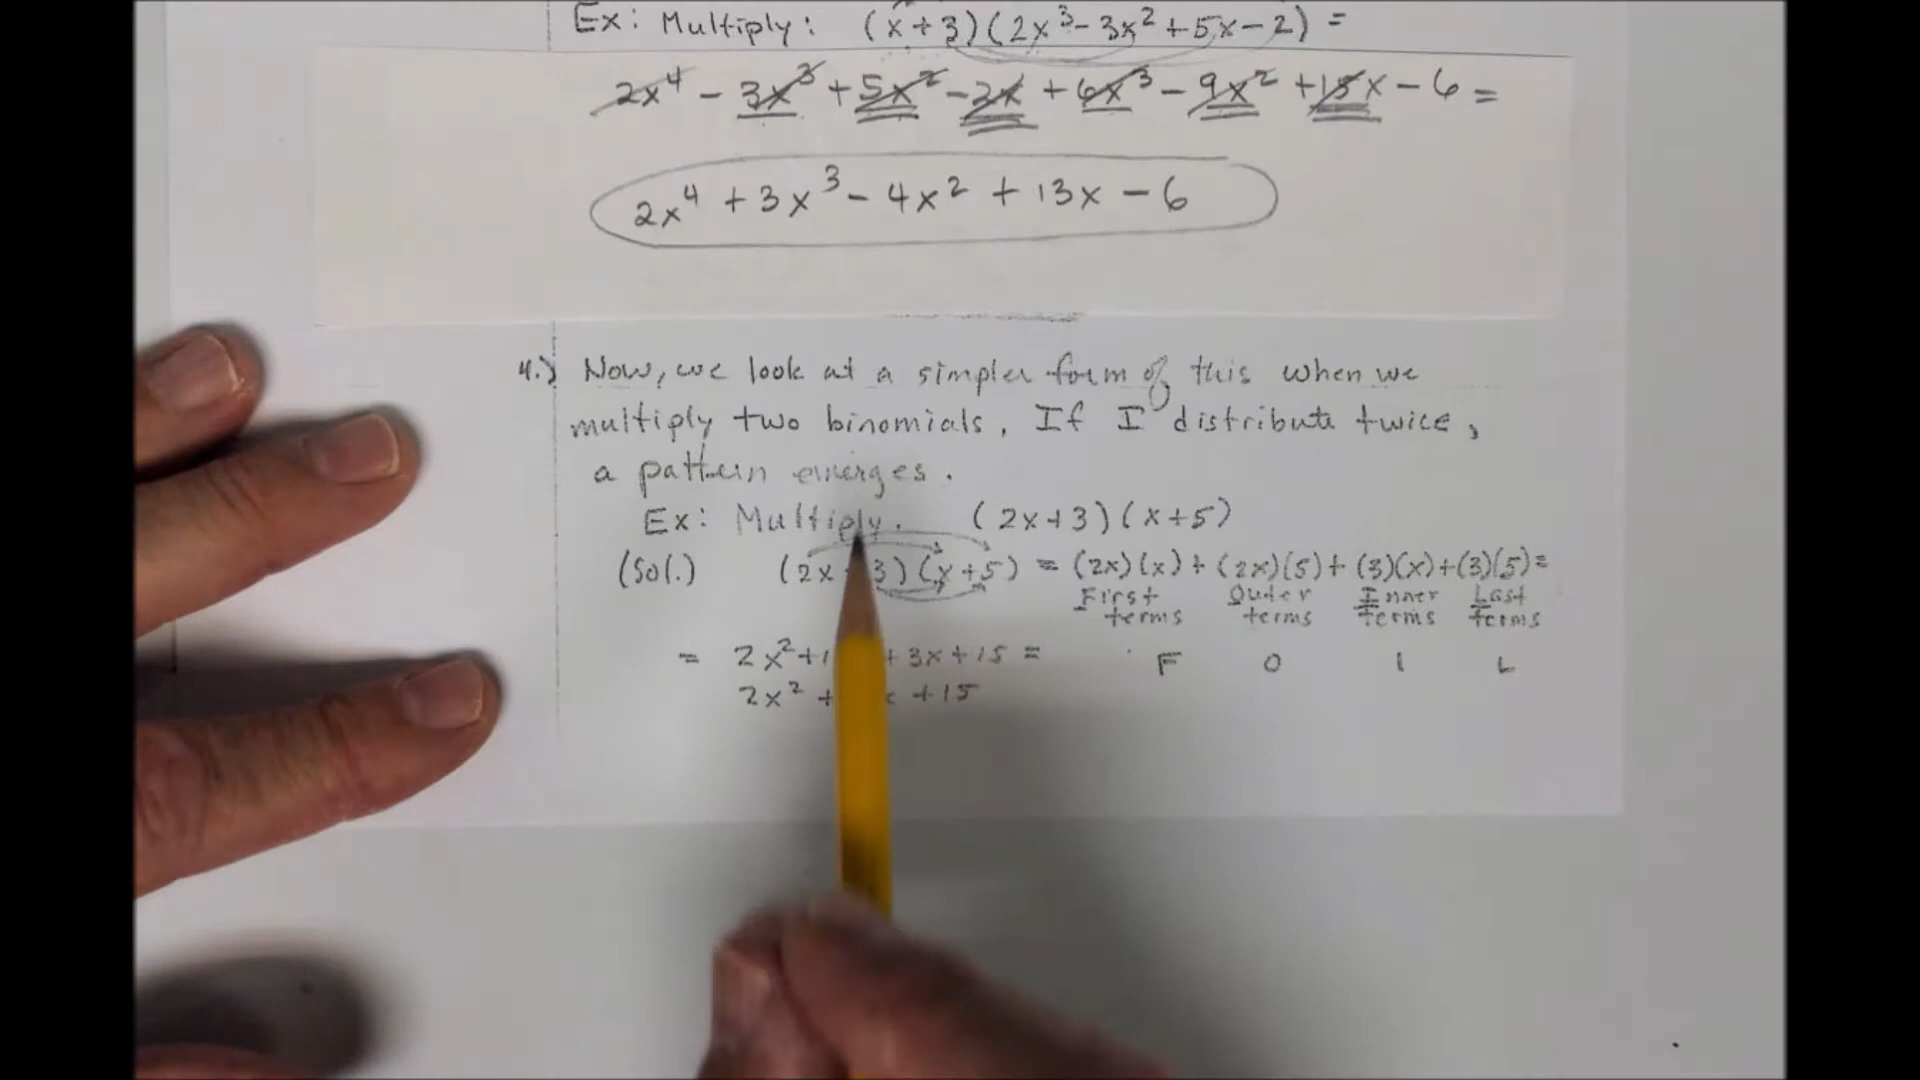 Ex: Multiply: (x+3)(2x³-3x²+5x-2) =
2x⁴ - 3x³ + 5x² - 2x + 6x³ - 9x² + 15x - 6 =
2x⁴ + 3x³ - 4x² + 13x - 6
4.) Now, we look at a simpler form of this when we
multiply two binomials. If I distribute twice,
a pattern emerges.
Ex: Multiply. (2x+3)(x+5)
(Sol.) (2x 3)(x+5) = (2x)(x) + (2x)(5) + (3)(x)+(3)(5)=
First Outer Inner Last
terms terms terms terms
= 2x²+1 + 3x+15 = F O I L
2x² + x +15